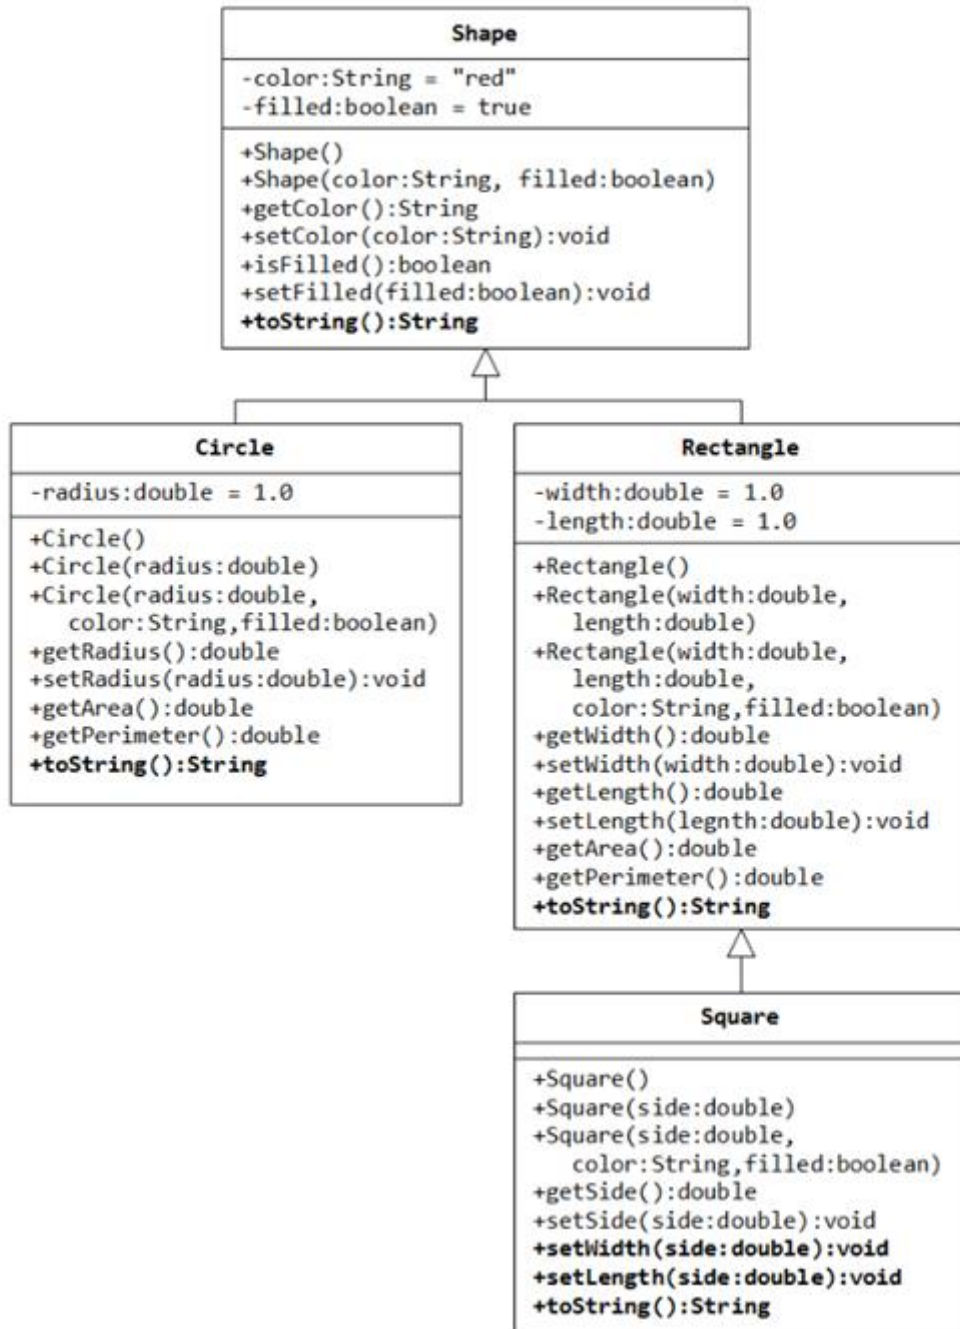 Shape
-color:String = "red"
-filled:boolean = true
+Shape()
+Shape(color:String, filled:boolean)
+getColor():String
+setColor(color:String):void
+isFilled():boolean
+setFilled(filled:boolean):void
+toString():String
Circle
-radius:double = 1.0
+Circle()
+Circle(radius:double)
+Circle(radius:double,
color:String,filled:boolean)
+getRadius():double
+setRadius(radius:double):void
+getArea():double
+getPerimeter():double
+toString():String
Rectangle
-width:double = 1.0
-length:double = 1.0
+Rectangle()
+Rectangle(width:double,
length:double)
+Rectangle(width:double,
length:double,
color:String,filled:boolean)
+getWidth():double
+setWidth(width:double):void
+getLength():double
+setLength(legnth:double):void
+getArea():double
+getPerimeter():double
+toString():String
Square
+Square()
+Square(side:double)
+Square(side:double,
color:String,filled:boolean)
+getSide():double
+setSide(side:double):void
+setWidth(side:double):void
+setLength(side:double):void
+toString():String